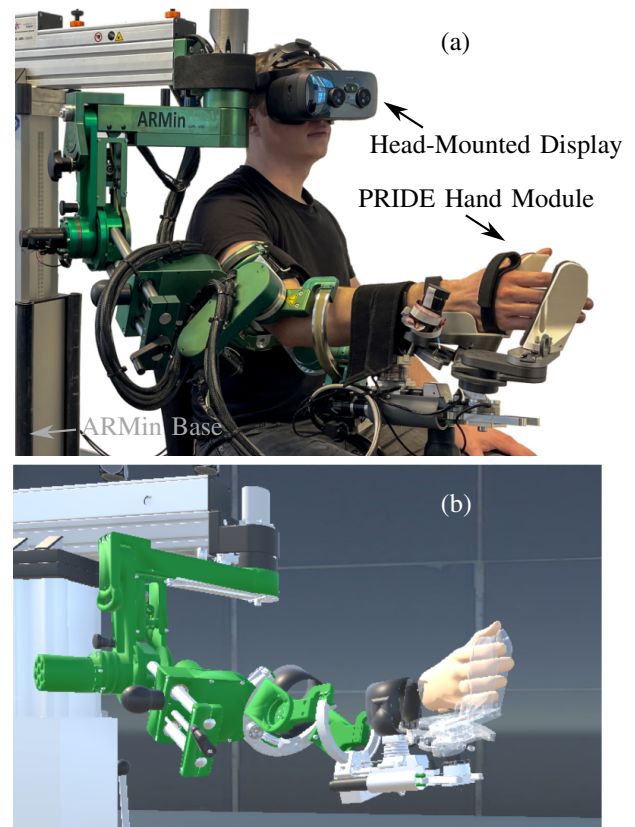 (a)
ARMin
Head-Mounted Display
PRIDE Hand Module
ARMin Base
(b)